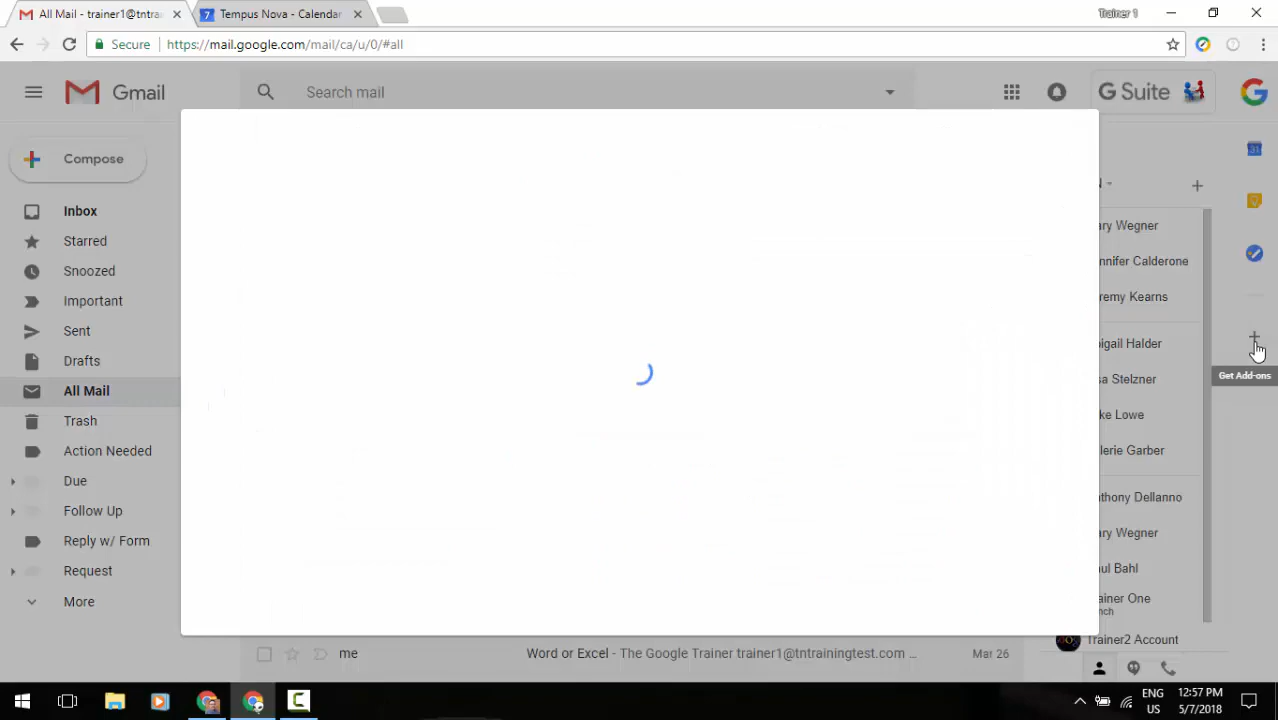 All Mail - trainer1@tntra
Tempus Nova - Calendar
Trainer 1
Secure
https://mail.google.com/mail/ca/u/0/#all
Gmail
Search mail
G Suite
Compose
Inbox
Starred
Snoozed
Important
Sent
Drafts
All Mail
Trash
Action Needed
Due
Follow Up
Reply w/ Form
Request
More
31
N
ary Wegner
nnifer Calderone
remy Kearns
igail Halder
sa Stelzner
ke Lowe
lerie Garber
nthony Dellanno
ary Wegner
ul Bahl
ainer One
nch
Trainer2 Account
Get Add-ons
me
Word or Excel - The Google Trainer trainer1@tntrainingtest.com ...
Mar 26
ENG
US
12:57 PM
5/7/2018